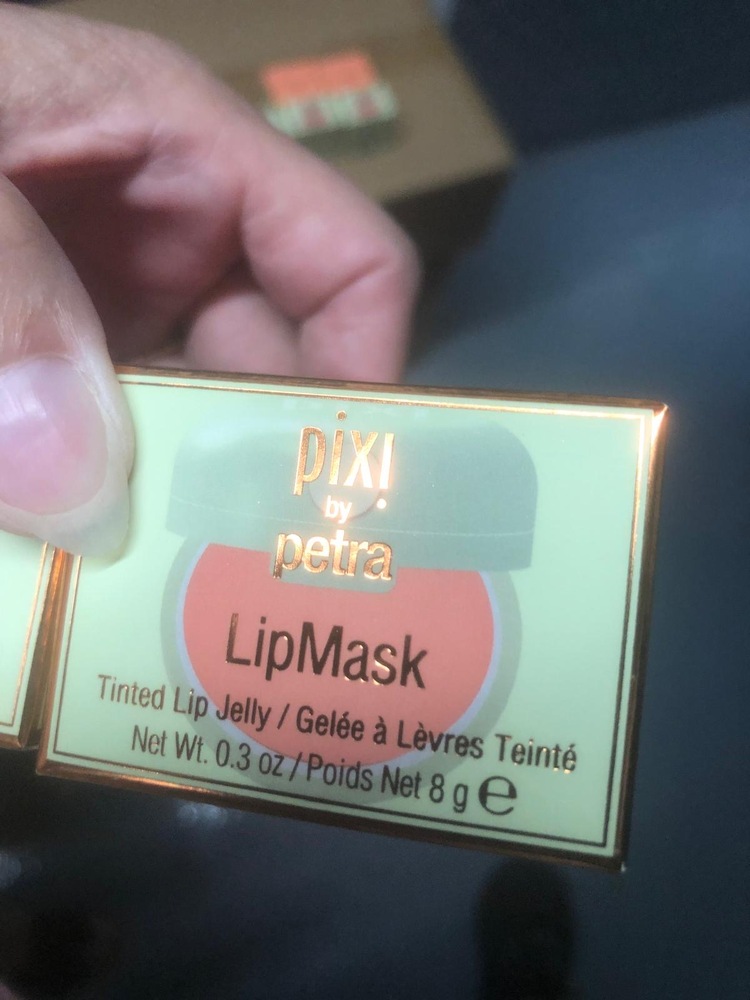 pixi
by
petra
LipMask
Tinted Lip Jelly / Gelée à Lèvres Teinté
Net Wt. 0.3 oz / Poids Net 8 g ℮